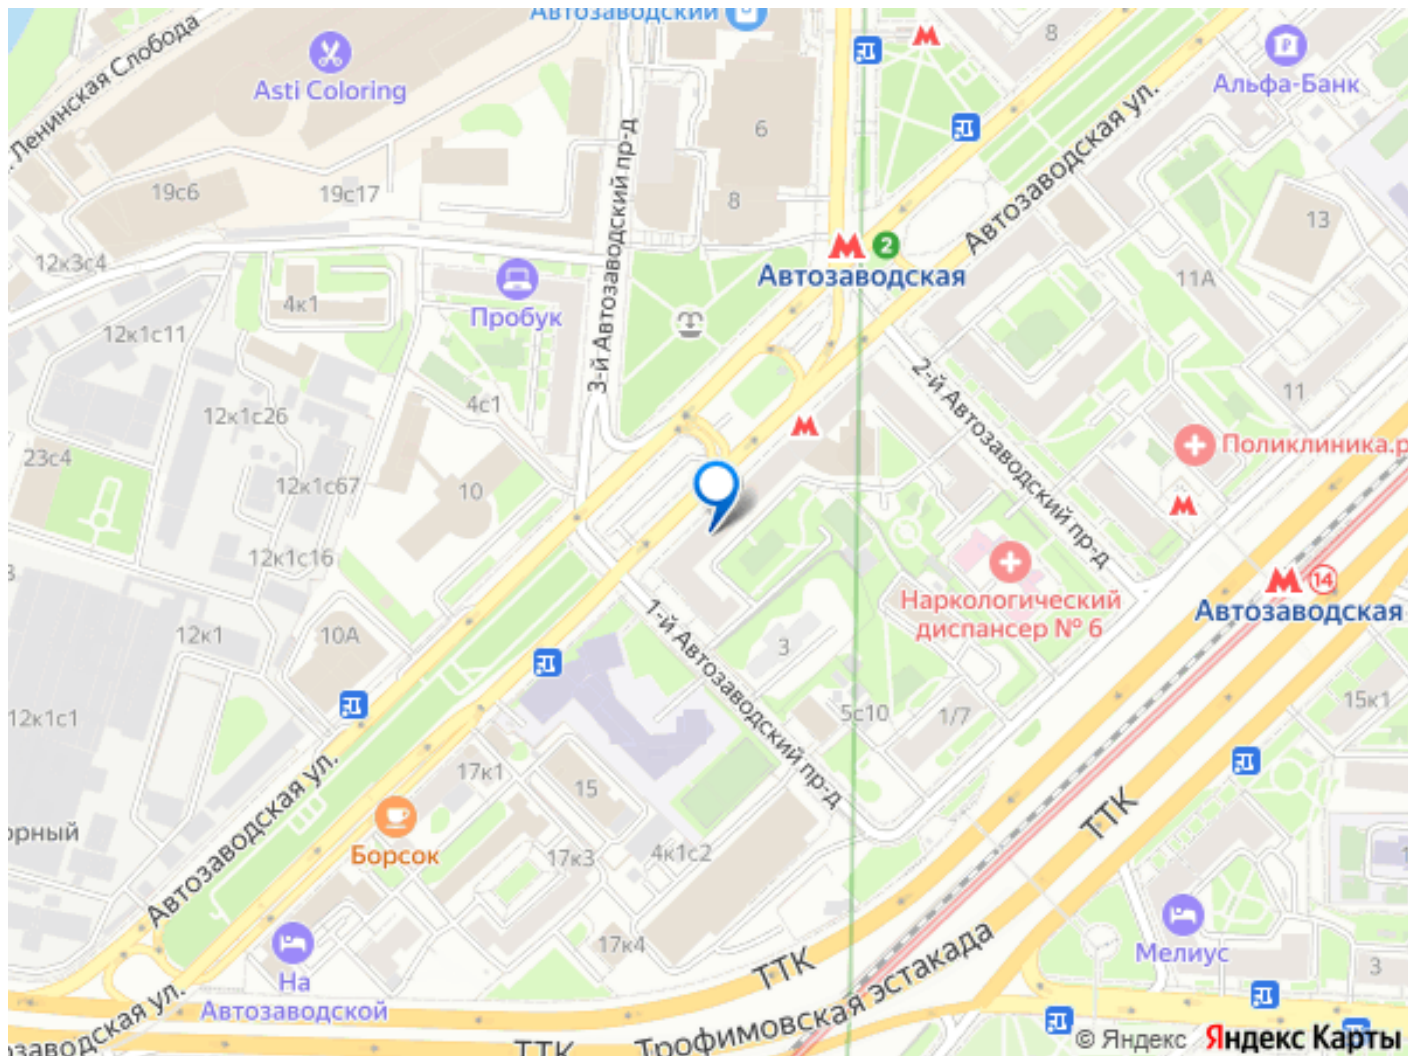 Автозаводский
8
Ленинская Слобода
Asti Coloring
Альфа-Банк
6
Автозаводская ул.
19с6
19с17
3-й Автозаводский пр-д
8
13
2
Автозаводская
12к3с4
4к1
11А
Пробук
12к1с11
2-й Автозаводский пр-д
11
12к1с26
4с1
Поликлиника.р
23с4
10
12к1с67
12к1с16
14
Автозаводская
Наркологический
диспансер № 6
1-й Автозаводский пр-д
12к1
10А
3
5с10
1/7
15к1
12к1с1
17к1
15
Автозаводская ул.
ТТК
орный
Борсок
17к3
4к1с2
17к4
На
Автозаводской
Мелиус
3
ТТК
Трофимовская эстакада
заводская ул.
ТТК
© Яндекс Яндекс Карты